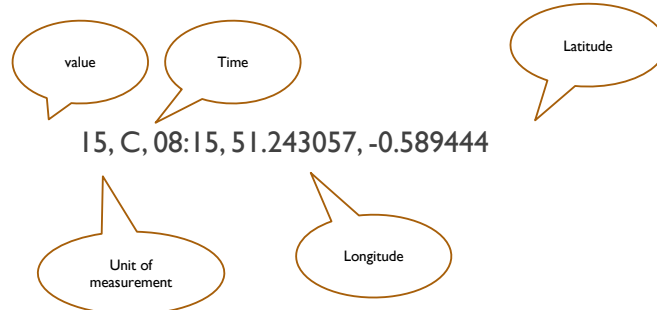 Latitude
value
Time
15, C, 08:15, 51.243057, -0.589444
Longitude
Unit of
measurement